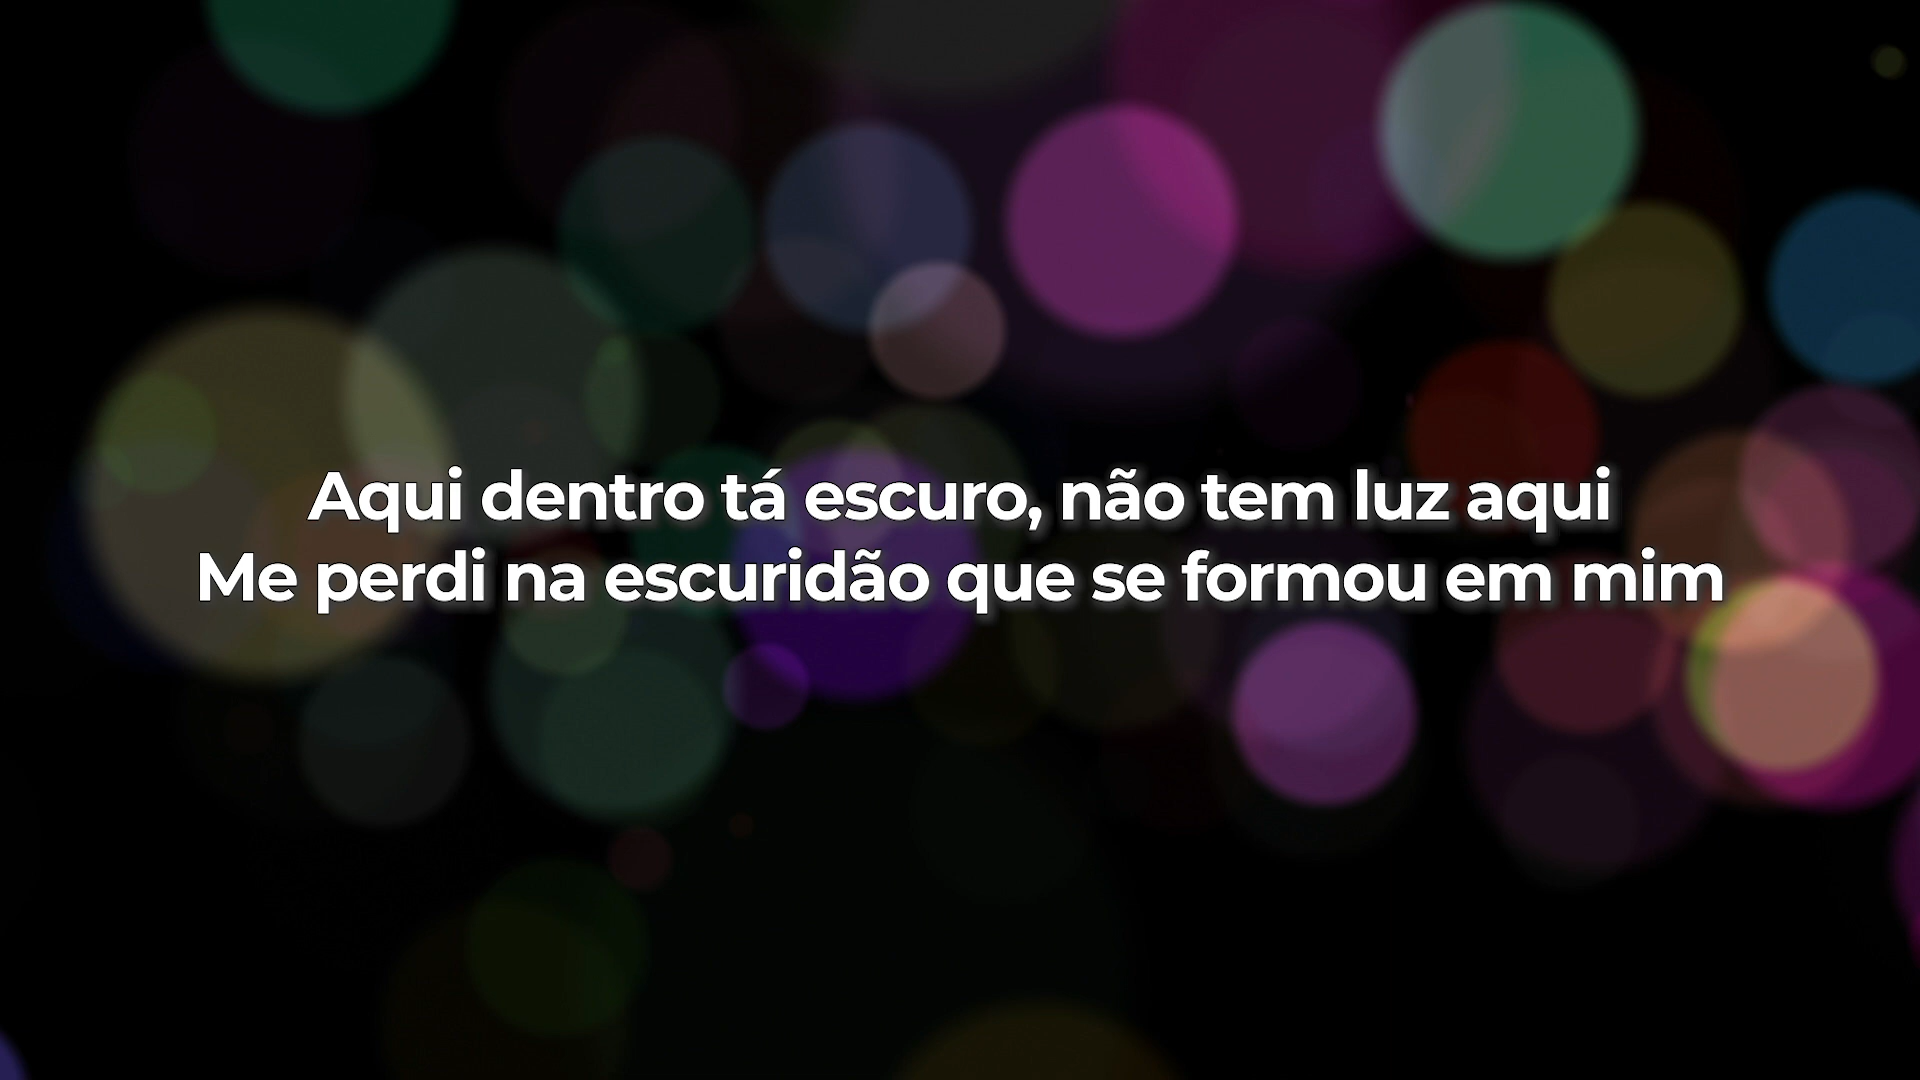 Aqui dentro tá escuro, não tem luz aqui
Me perdi na escuridão que se formou em mim